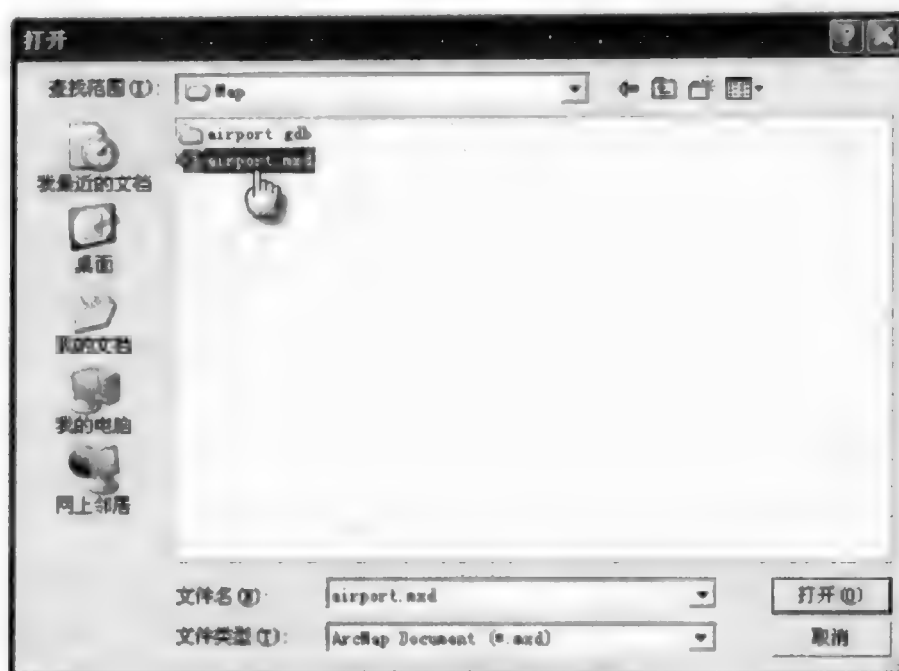 打开
查找范围(I):
Map
airport gdb
airport mxd
我最近的文档
桌面
我的文档
我的电脑
网上邻居
文件名(N):
airport.mxd
打开(O)
文件类型(T):
ArcMap Document (*.mxd)
取消